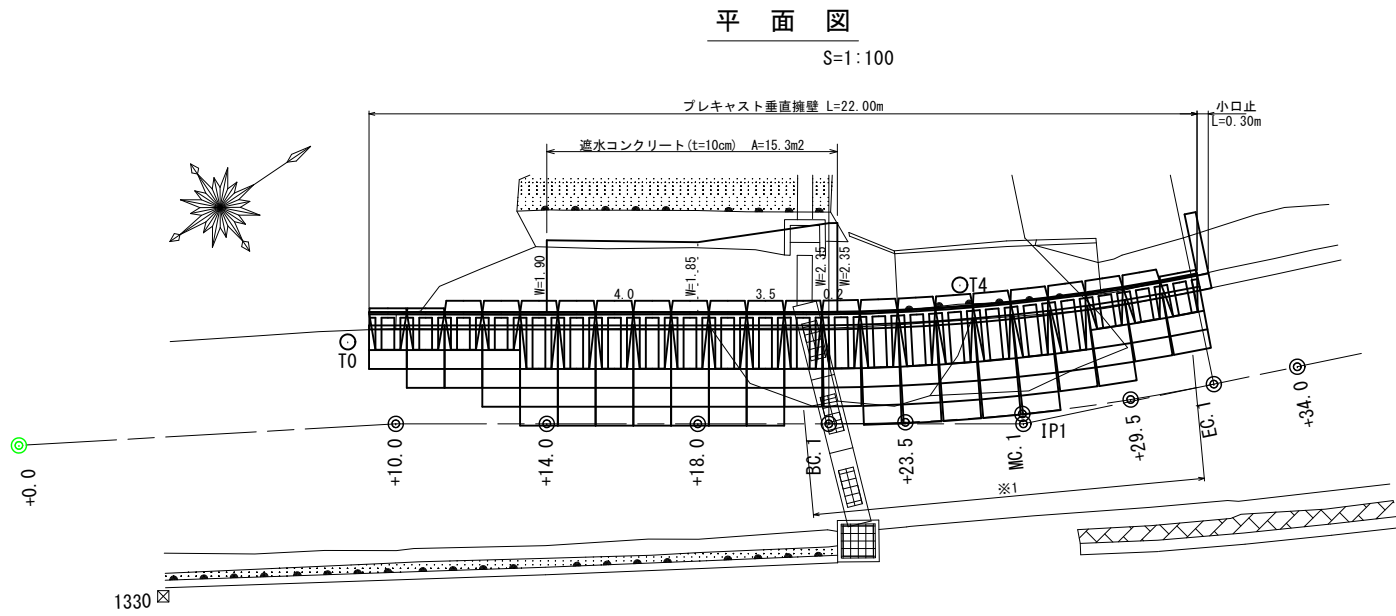 平面図
S=1:100
プレキャスト垂直擁壁 L=22.00m
小口止
L=0.30m
遮水コンクリート(t=10cm) A=15.3m2
W=1.90
W=1.85
W=2.35
W=2.35
4.0
3.5
0.2
T4
T0
+0.0
+10.0
+14.0
+18.0
BC.1
+23.5
MC.1
IP1
+29.5
EC.1
+34.0
※1
1330